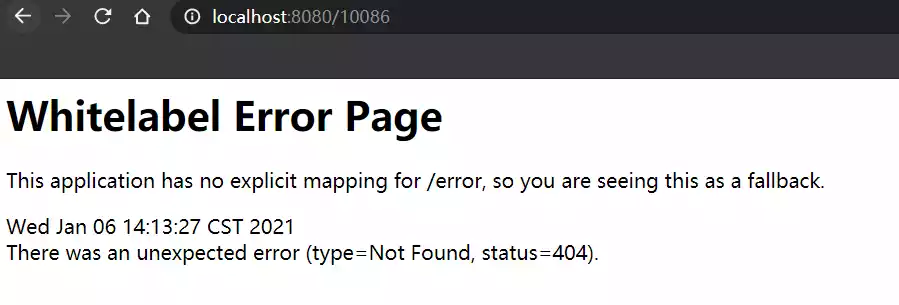 localhost:8080/10086
Whitelabel Error Page
This application has no explicit mapping for /error, so you are seeing this as a fallback.
Wed Jan 06 14:13:27 CST 2021
There was an unexpected error (type=Not Found, status=404).